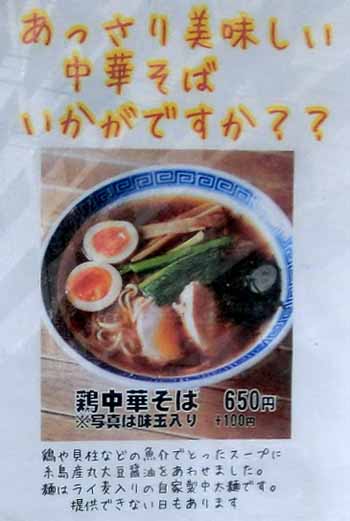 あっさり美味しい
中華そば
いかがですか??
鶏中華そば 650円
※写真は味玉入り +100円
鶏や貝柱などの魚介でとったスープに
糸島産丸大豆醤油をあわせました。
麺はライ麦入りの自家製中太麺です。
提供できない日もあります